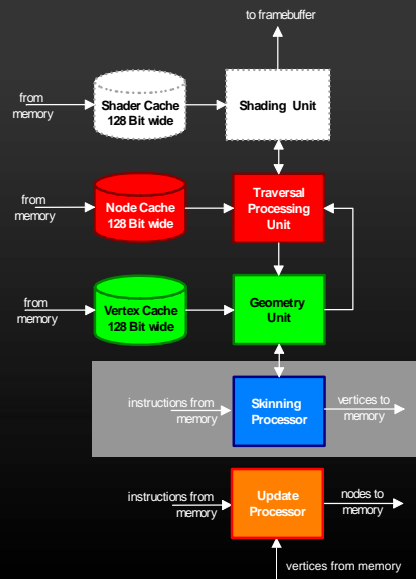 to framebuffer
from
memory
Shader Cache
128 Bit wide
Shading Unit
from
memory
Node Cache
128 Bit wide
Traversal
Processing
Unit
from
memory
Vertex Cache
128 Bit wide
Geometry
Unit
instructions from
memory
Skinning
Processor
vertices to
memory
instructions from
memory
Update
Processor
nodes to
memory
vertices from memory